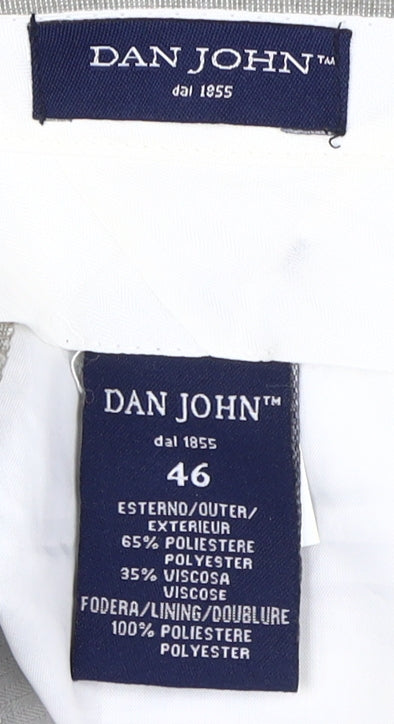 DAN JOHN™
dal 1855
DAN JOHN™
dal 1855
46
ESTERNO/OUTER/
EXTERIEUR
65% POLIESTERE
POLYESTER
35% VISCOSA
VISCOSE
FODERA/LINING/DOUBLURE
100% POLIESTERE
POLYESTER